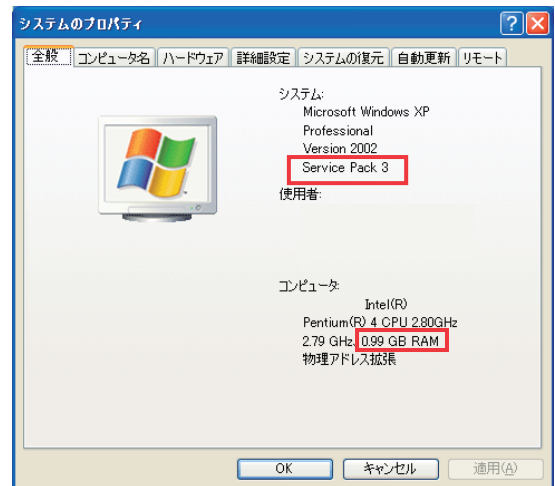 システムのプロパティ
全般 コンピュータ名 ハードウェア 詳細設定 システムの復元 自動更新 リモート
システム:
Microsoft Windows XP
Professional
Version 2002
Service Pack 3
使用者:
コンピュータ:
Intel(R)
Pentium(R) 4 CPU 2.80GHz
2.79 GHz、0.99 GB RAM
物理アドレス拡張
OK キャンセル 適用(A)